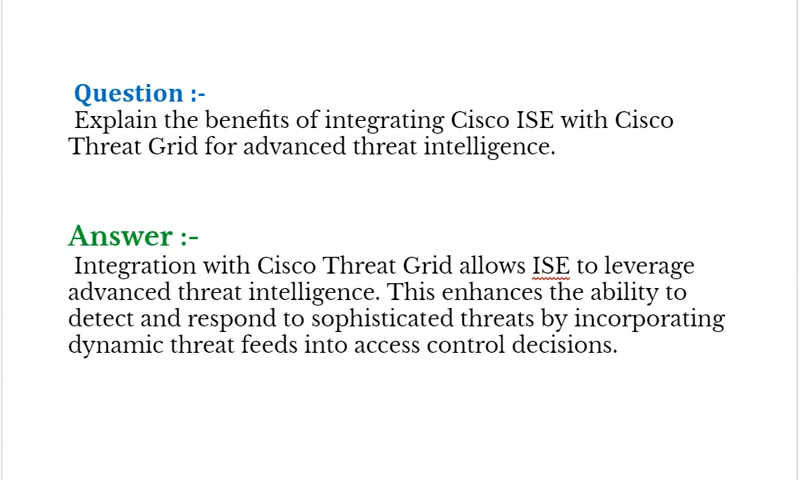 Question :-
Explain the benefits of integrating Cisco ISE with Cisco
Threat Grid for advanced threat intelligence.
Answer :-
Integration with Cisco Threat Grid allows ISE to leverage
advanced threat intelligence. This enhances the ability to
detect and respond to sophisticated threats by incorporating
dynamic threat feeds into access control decisions.